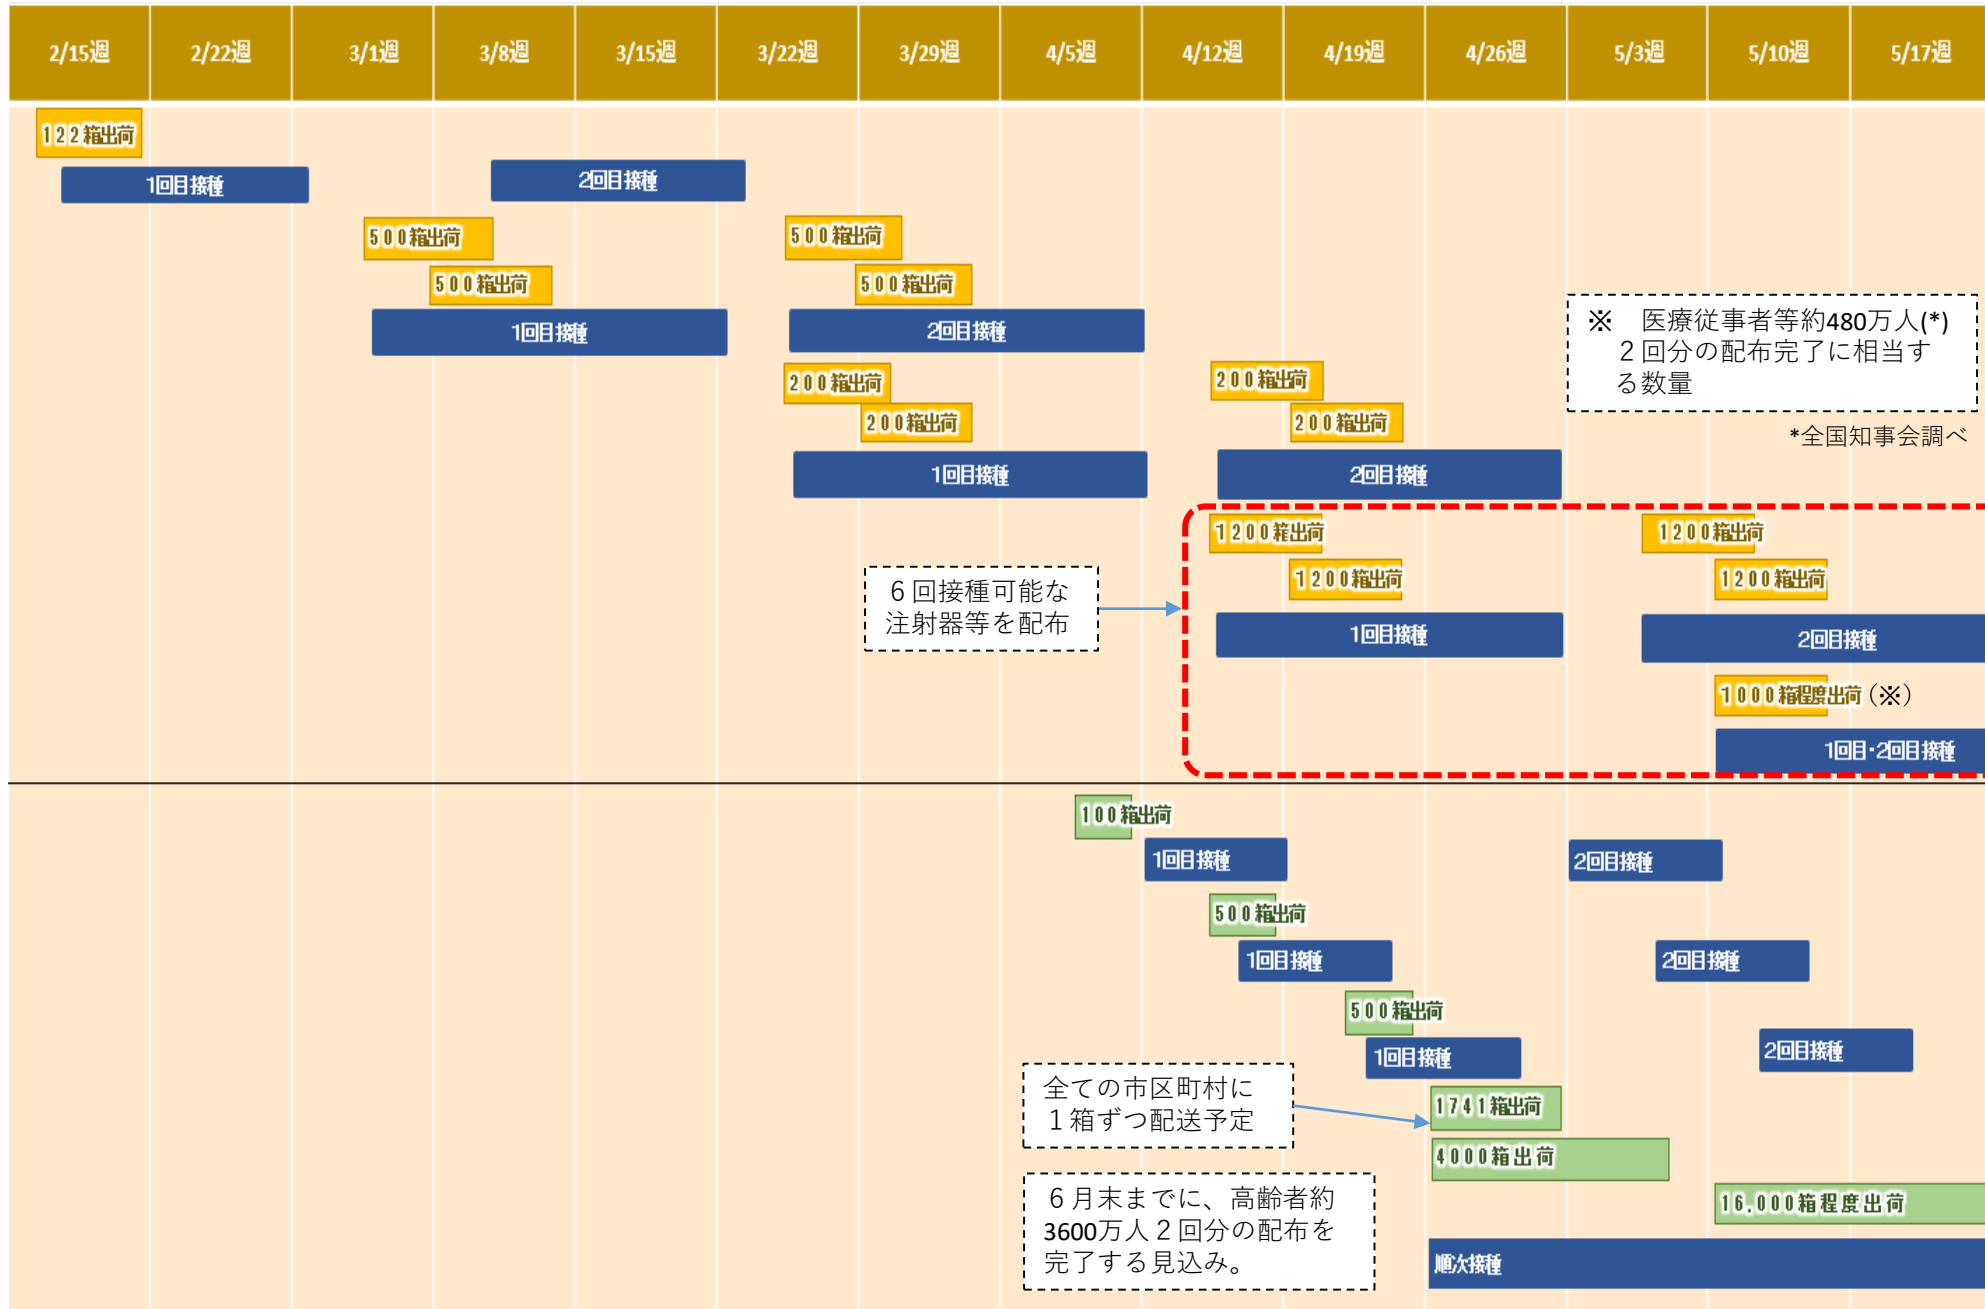 2/15週
2/22週
3/1週
3/8週
3/15週
3/22週
3/29週
4/5週
4/12週
4/19週
4/26週
5/3週
5/10週
5/17週
122箱出荷
1回目接種
2回目接種
500箱出荷
500箱出荷
500箱出荷
500箱出荷
1回目接種
2回目接種
※　医療従事者等約480万人(*)
２回分の配布完了に相当す
る数量
*全国知事会調べ
200箱出荷
200箱出荷
200箱出荷
200箱出荷
1回目接種
2回目接種
1200箱出荷
1200箱出荷
1200箱出荷
1200箱出荷
６回接種可能な
注射器等を配布
1回目接種
2回目接種
1000箱程度出荷（※）
1回目・2回目接種
100箱出荷
1回目接種
2回目接種
500箱出荷
1回目接種
2回目接種
500箱出荷
1回目接種
2回目接種
全ての市区町村に
１箱ずつ配送予定
1741箱出荷
4000箱出荷
６月末までに、高齢者約
3600万人２回分の配布を
完了する見込み。
16,000箱程度出荷
順次接種